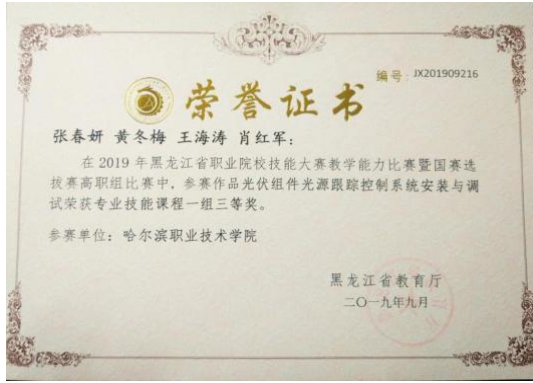 编号：JX201909216
荣誉证书
张春妍 黄冬梅 王海涛 肖红军：
在 2019 年黑龙江省职业院校技能大赛教学能力比赛暨国赛选
拔赛高职组比赛中，参赛作品光伏组件光源跟踪控制系统安装与调
试荣获专业技能课程一组三等奖。
参赛单位：哈尔滨职业技术学院
黑龙江省教育厅
二〇一九年九月